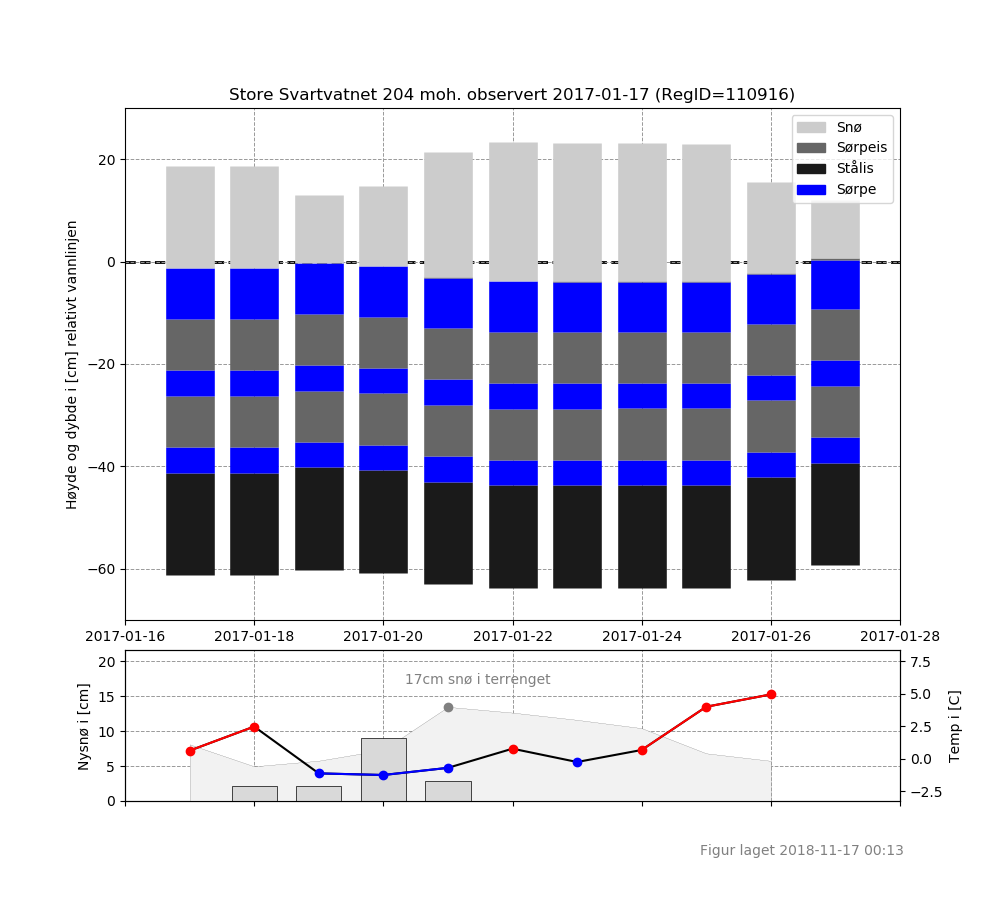 Store Svartvatnet 204 moh. observert 2017-01-17 (RegID=110916)
Snø
Sørpeis
Stålis
Sørpe
Høyde og dybde i [cm] relativt vannlinjen
20
0
−20
−40
−60
2017-01-16 2017-01-18 2017-01-20 2017-01-22 2017-01-24 2017-01-26 2017-01-28
Nysnø i [cm]
20
15
10
5
0
17cm snø i terrenget
7.5
5.0
2.5
0.0
−2.5
Temp i [C]
Figur laget 2018-11-17 00:13